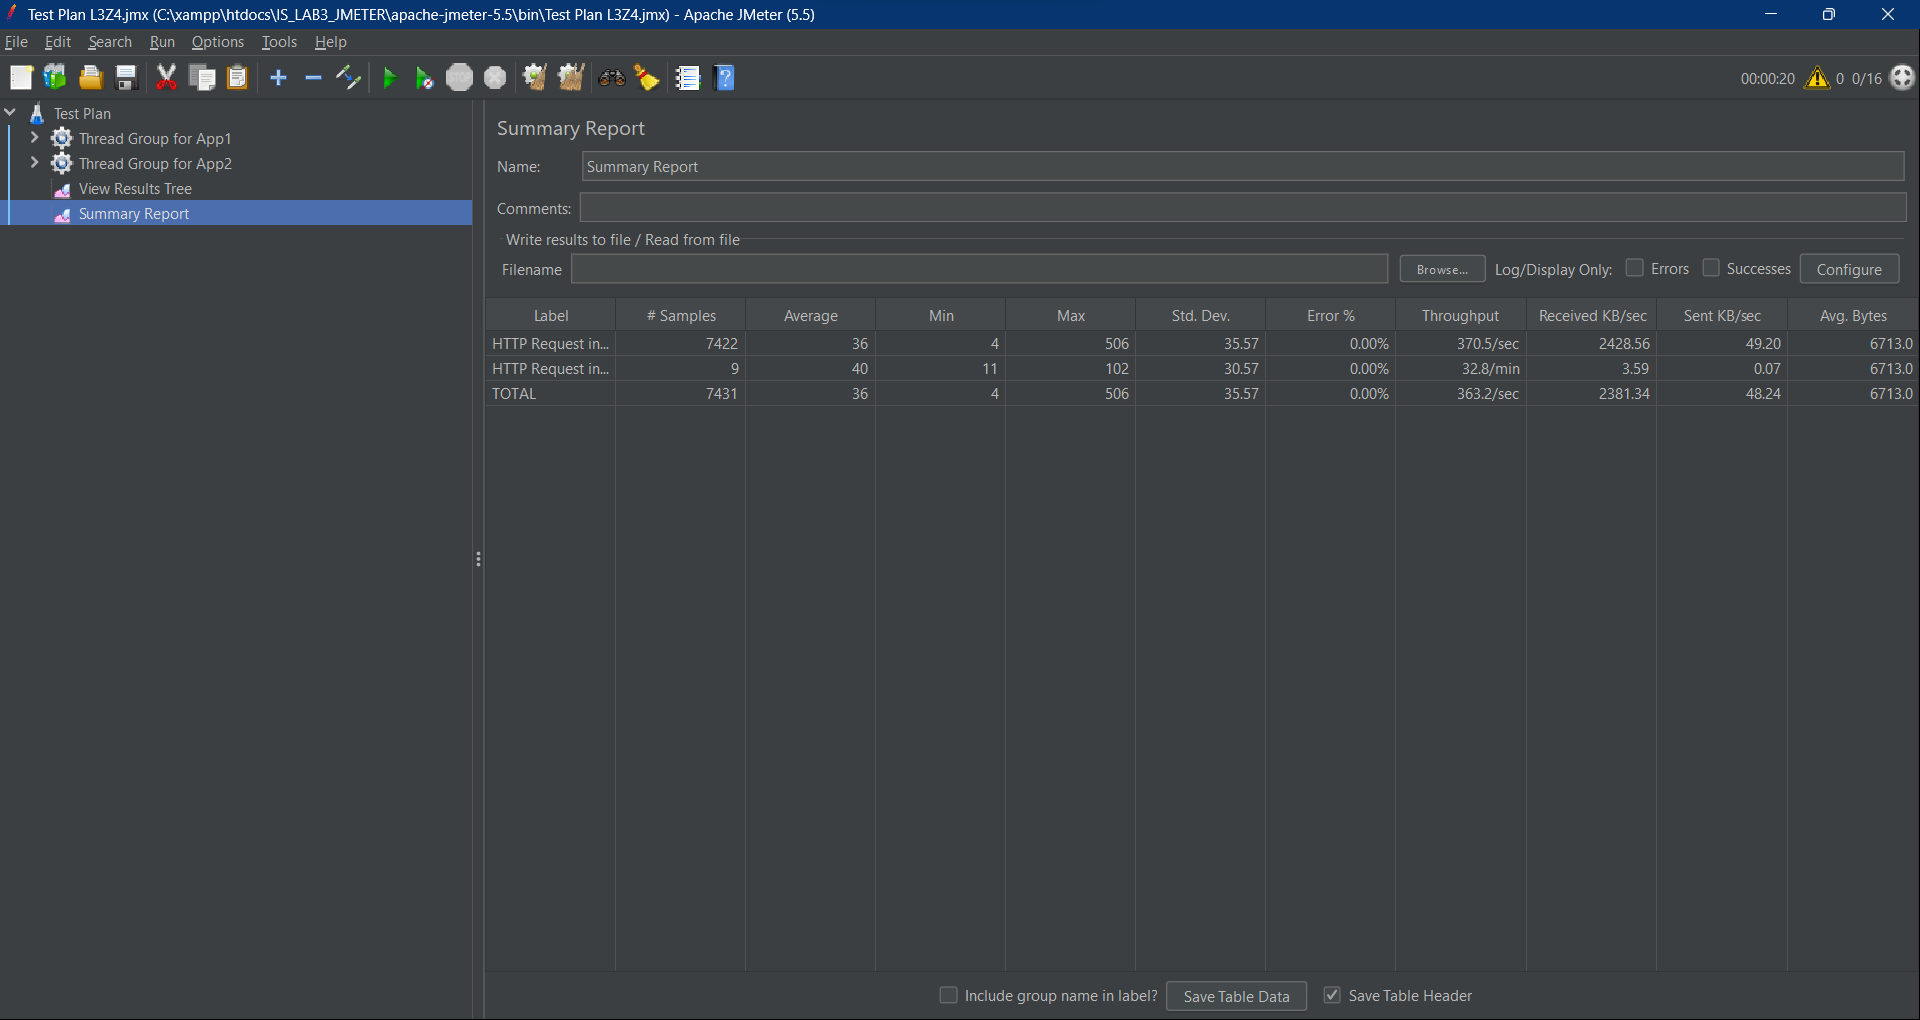 Test Plan L3Z4.jmx (C:\xampp\htdocs\IS_LAB3_JMETER\apache-jmeter-5.5\bin\Test Plan L3Z4.jmx) - Apache JMeter (5.5)
File Edit Search Run Options Tools Help
STOP ? 00:00:20 0 0/16
Test Plan
Thread Group for App1
Thread Group for App2
View Results Tree
Summary Report
Summary Report
Name: Summary Report
Comments:
Write results to file / Read from file
Filename Browse... Log/Display Only: Errors Successes Configure
Label # Samples Average Min Max Std. Dev. Error % Throughput Received KB/sec Sent KB/sec Avg. Bytes
HTTP Request in... 7422 36 4 506 35.57 0.00% 370.5/sec 2428.56 49.20 6713.0
HTTP Request in... 9 40 11 102 30.57 0.00% 32.8/min 3.59 0.07 6713.0
TOTAL 7431 36 4 506 35.57 0.00% 363.2/sec 2381.34 48.24 6713.0
Include group name in label? Save Table Data Save Table Header